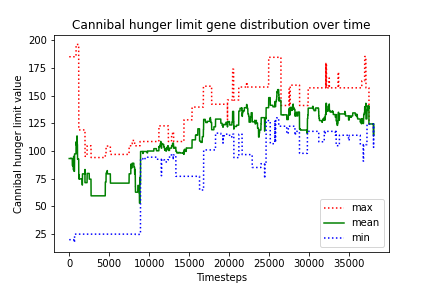 Cannibal hunger limit gene distribution over time
Cannibal hunger limit value
200
175
150
125
100
75
50
25
0
5000
10000
15000
20000
25000
30000
35000
Timesteps
max
mean
min